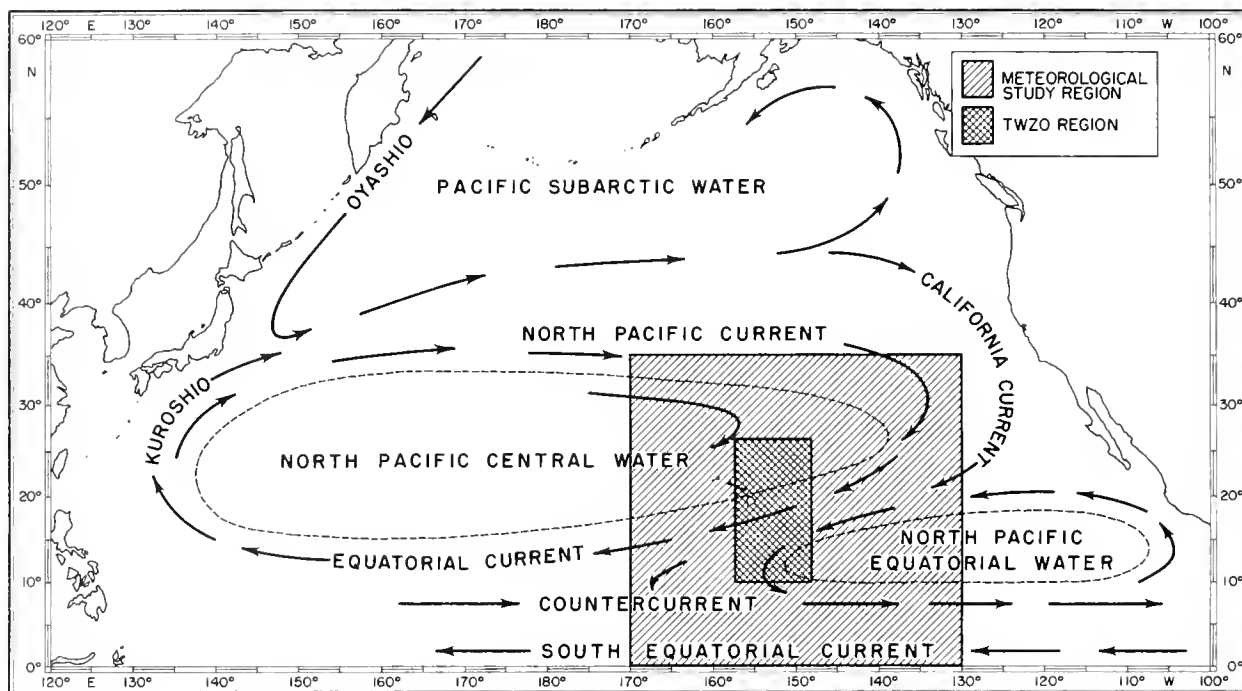 120° E 130° 140° 150° 160° 170° 180° 170° 160° 150° 140° 130° 120° 110° W 100°
60° 60°
N N
METEOROLOGICAL
STUDY REGION
TWZO REGION
OYASHIO
PACIFIC SUBARCTIC WATER
50° 50°
40° 40°
CALIFORNIA CURRENT
NORTH PACIFIC CURRENT
KUROSHIO
30° 30°
NORTH PACIFIC CENTRAL WATER
20° 20°
NORTH PACIFIC
EQUATORIAL WATER
EQUATORIAL CURRENT
10° 10°
COUNTERCURRENT
SOUTH EQUATORIAL CURRENT
0° 0°
120° E 130° 140° 150° 160° 170° 180° 170° 160° 150° 140° 130° 120° 110° W 100°